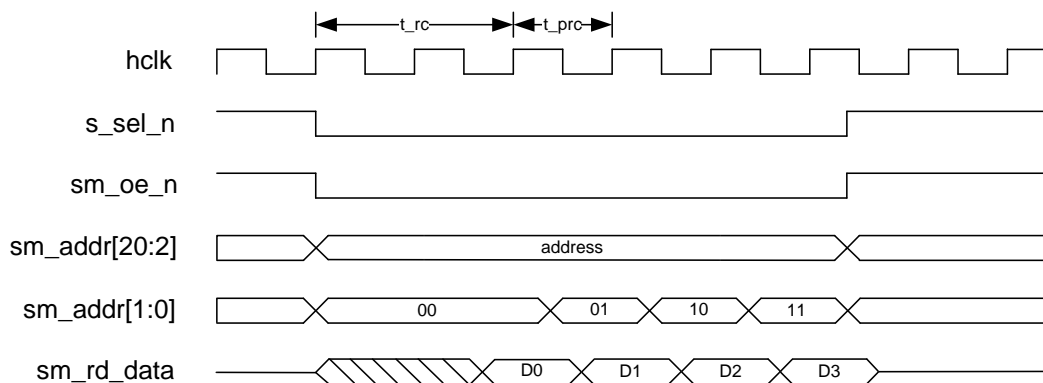 t_rc t_prc
hclk
s_sel_n
sm_oe_n
sm_addr[20:2] address
sm_addr[1:0] 00 01 10 11
sm_rd_data D0 D1 D2 D3